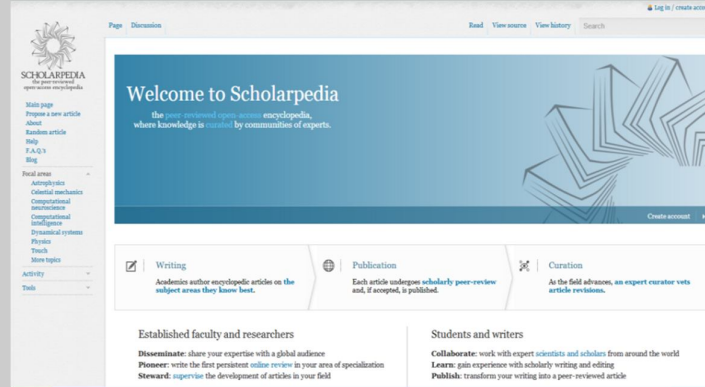 Log in / create acco
Page Discussion
Read View source View history Search
SCHOLARPEDIA
the peer-reviewed
open-access encyclopedia
Main page
Propose a new article
About
Random article
Help
F.A.Q.'s
Blog
Focal areas
Astrophysics
Celestial mechanics
Computational
neuroscience
Computational
intelligence
Dynamical systems
Physics
Touch
More topics
Activity
Tools
Welcome to Scholarpedia
the peer-reviewed open-access encyclopedia,
where knowledge is curated by communities of experts.
Create account
Writing
Academics author encyclopedic articles on the
subject areas they know best.
Publication
Each article undergoes scholarly peer-review
and, if accepted, is published.
Curation
As the field advances, an expert curator vets
article revisions.
Established faculty and researchers
Disseminate: share your expertise with a global audience
Pioneer: write the first persistent online review in your area of specialization
Steward: supervise the development of articles in your field
Students and writers
Collaborate: work with expert scientists and scholars from around the world
Learn: gain experience with scholarly writing and editing
Publish: transform your writing into a peer-reviewed article